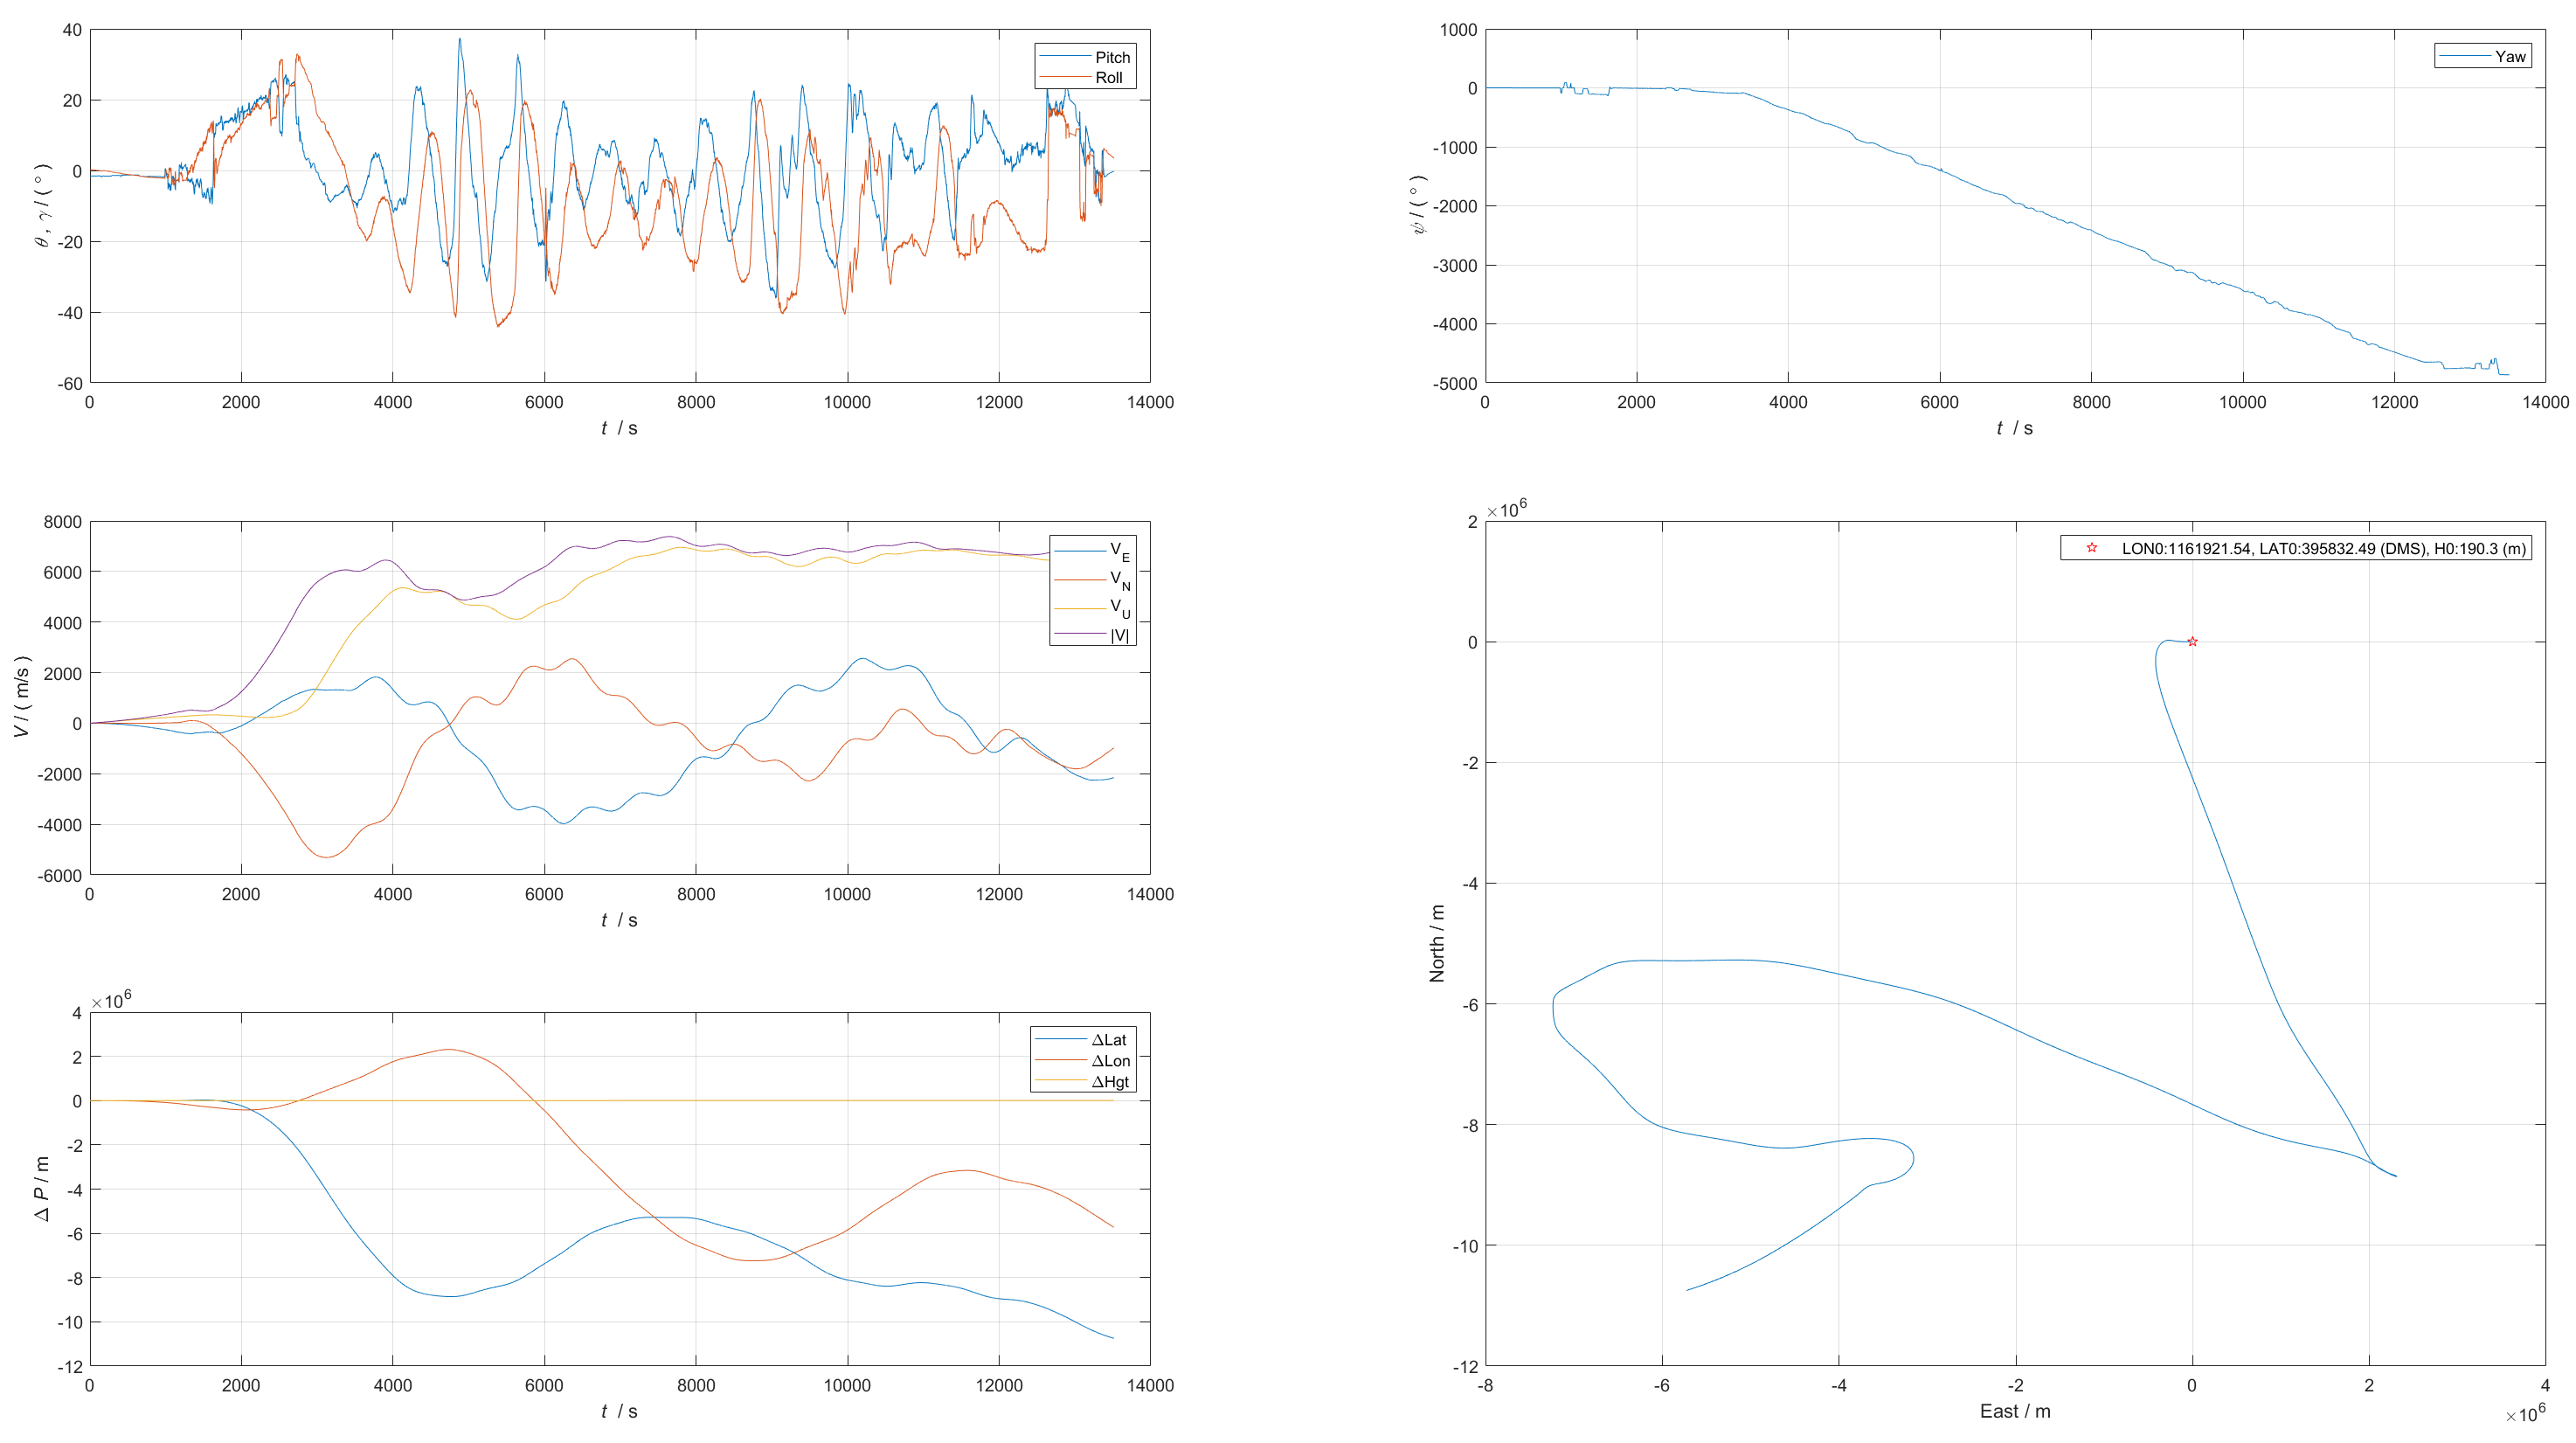 40
20
0
-20
-40
-60
θ , γ / ( ° )
Pitch
Roll
0 2000 4000 6000 8000 10000 12000 14000
t / s
1000
0
-1000
-2000
-3000
-4000
-5000
ψ / ( ° )
Yaw
0 2000 4000 6000 8000 10000 12000 14000
t / s
8000
6000
4000
2000
0
-2000
-4000
-6000
V / ( m/s )
V_E
V_N
V_U
|V|
0 2000 4000 6000 8000 10000 12000 14000
t / s
×10^6
4
2
0
-2
-4
-6
-8
-10
-12
Δ P / m
ΔLat
ΔLon
ΔHgt
0 2000 4000 6000 8000 10000 12000 14000
t / s
×10^6
2
0
-2
-4
-6
-8
-10
-12
North / m
LON0:1161921.54, LAT0:395832.49 (DMS), H0:190.3 (m)
-8 -6 -4 -2 0 2 4
East / m
×10^6